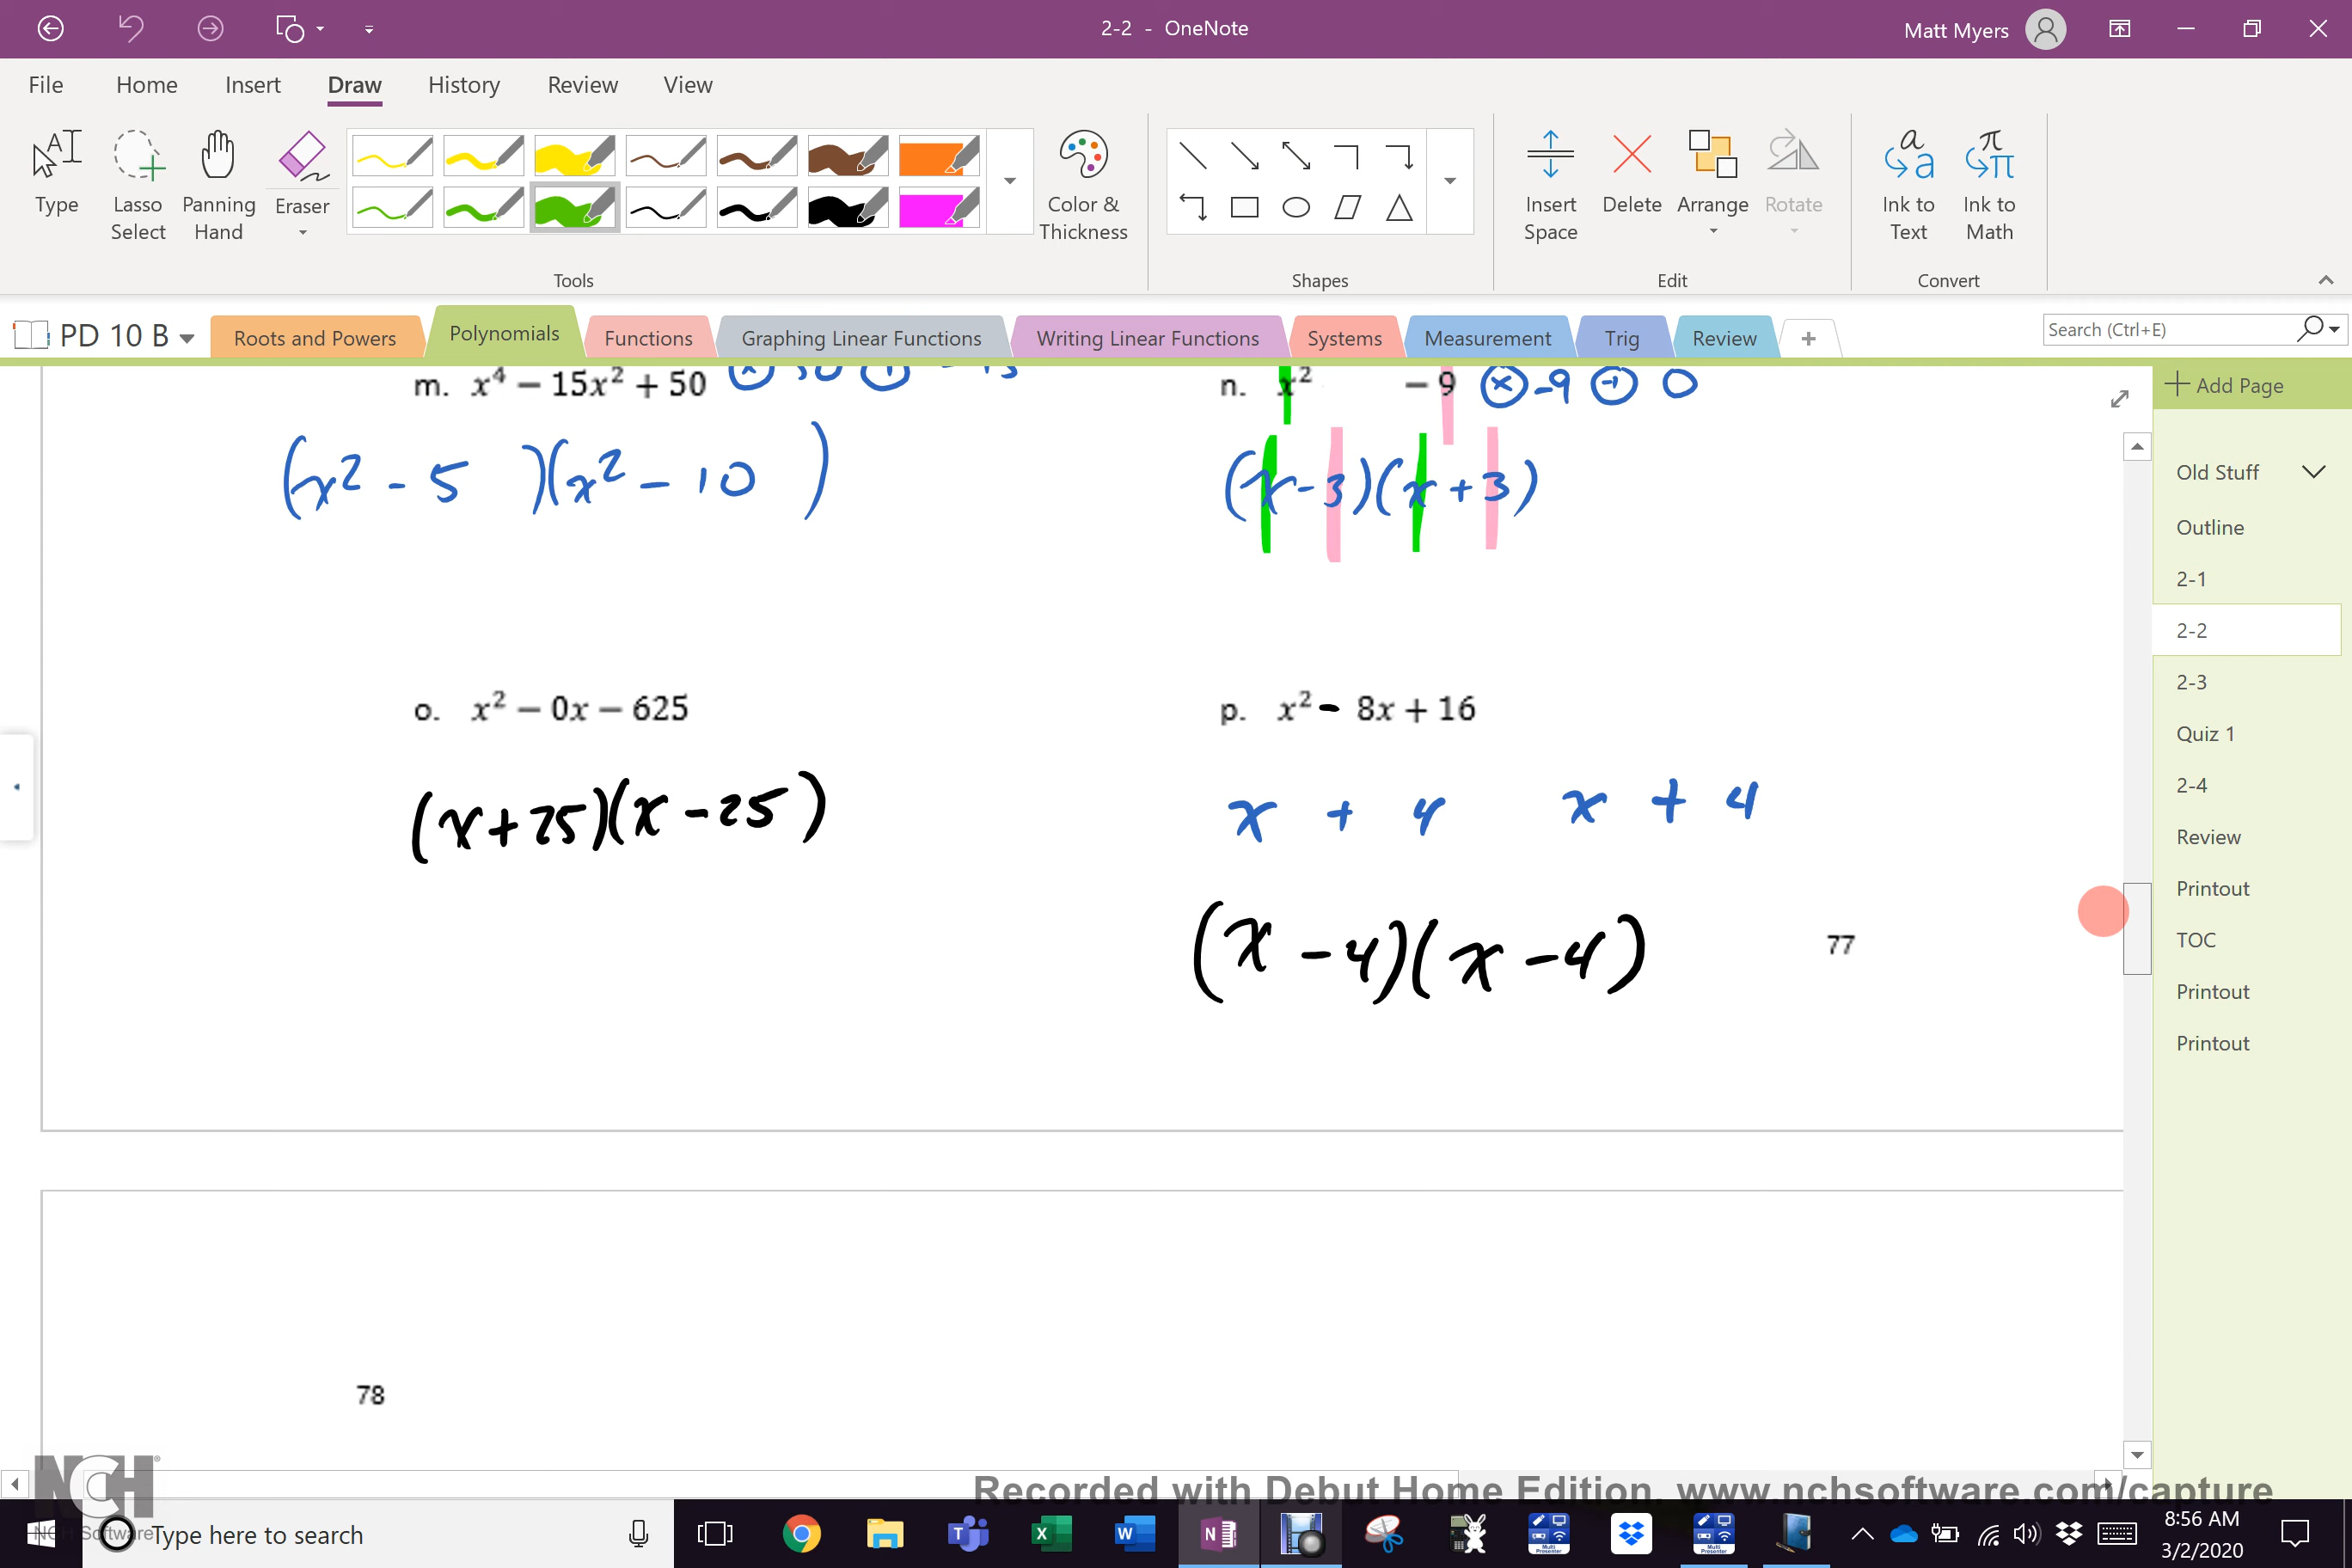 2-2 - OneNote
Matt Myers
File Home Insert Draw History Review View
Type
Lasso Select
Panning Hand
Eraser
Color & Thickness
Insert Space
Delete
Arrange
Rotate
Ink to Text
Ink to Math
Tools
Shapes
Edit
Convert
PD 10 B
Roots and Powers
Polynomials
Functions
Graphing Linear Functions
Writing Linear Functions
Systems
Measurement
Trig
Review
Search (Ctrl+E)
Add Page
Old Stuff
Outline
2-1
2-2
2-3
Quiz 1
2-4
Review
Printout
TOC
Printout
Printout
m. x⁴ − 15x² + 50
(x² - 5 )(x² - 10 )
n. x² − 9 ⊗ -9 ⊕ 0
(x-3)(x+3)
o. x² − 0x − 625
(x+25)(x-25)
p. x² - 8x + 16
x + 4 x + 4
(x - 4)(x - 4)
77
78
NCH®
NCH Software
Recorded with Debut Home Edition. www.nchsoftware.com/capture
Type here to search
8:56 AM
3/2/2020